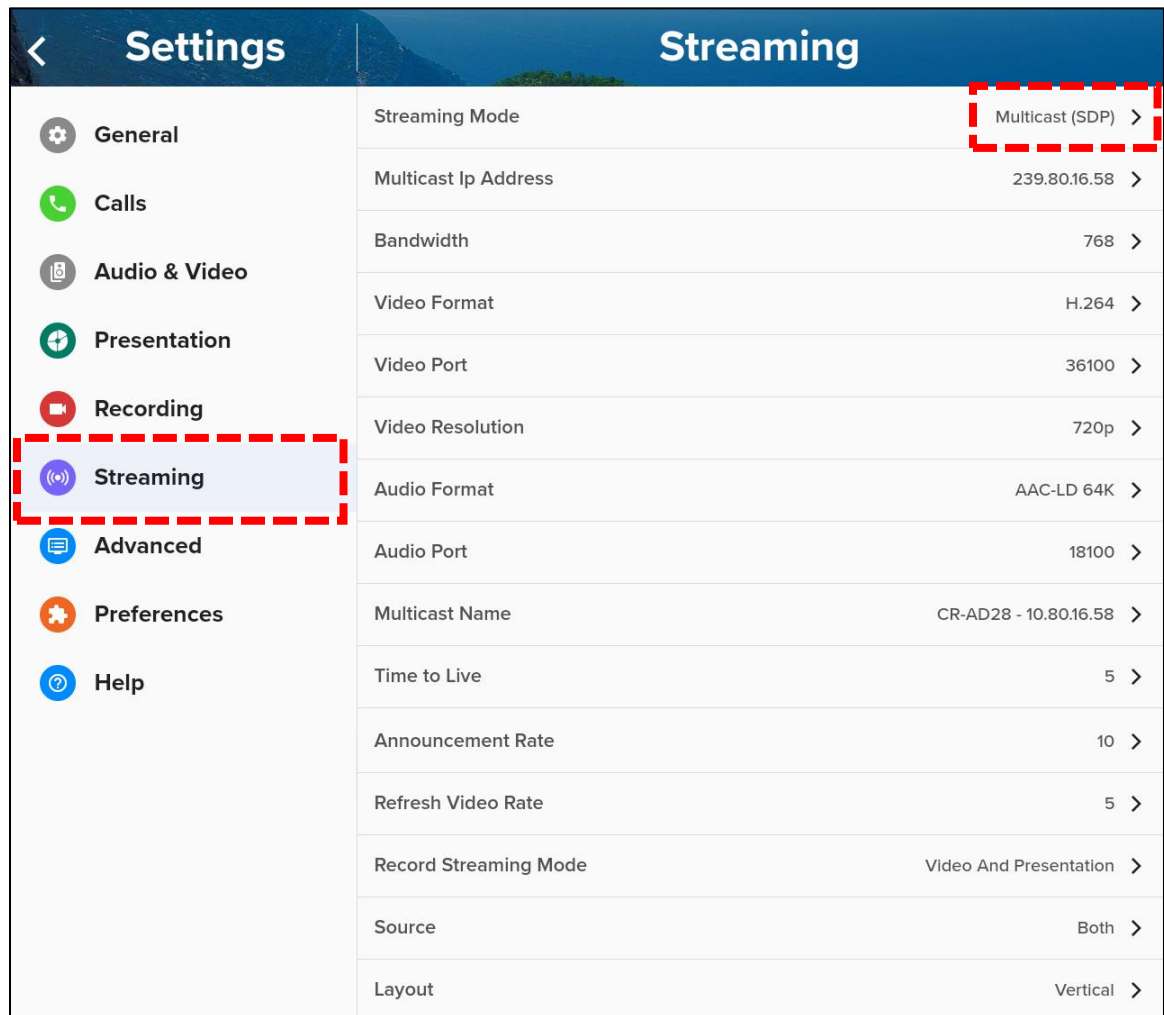 Settings
Streaming
General
Calls
Audio & Video
Presentation
Recording
Streaming
Advanced
Preferences
Help
Streaming Mode Multicast (SDP)
Multicast Ip Address 239.80.16.58
Bandwidth 768
Video Format H.264
Video Port 36100
Video Resolution 720p
Audio Format AAC-LD 64K
Audio Port 18100
Multicast Name CR-AD28 - 10.80.16.58
Time to Live 5
Announcement Rate 10
Refresh Video Rate 5
Record Streaming Mode Video And Presentation
Source Both
Layout Vertical